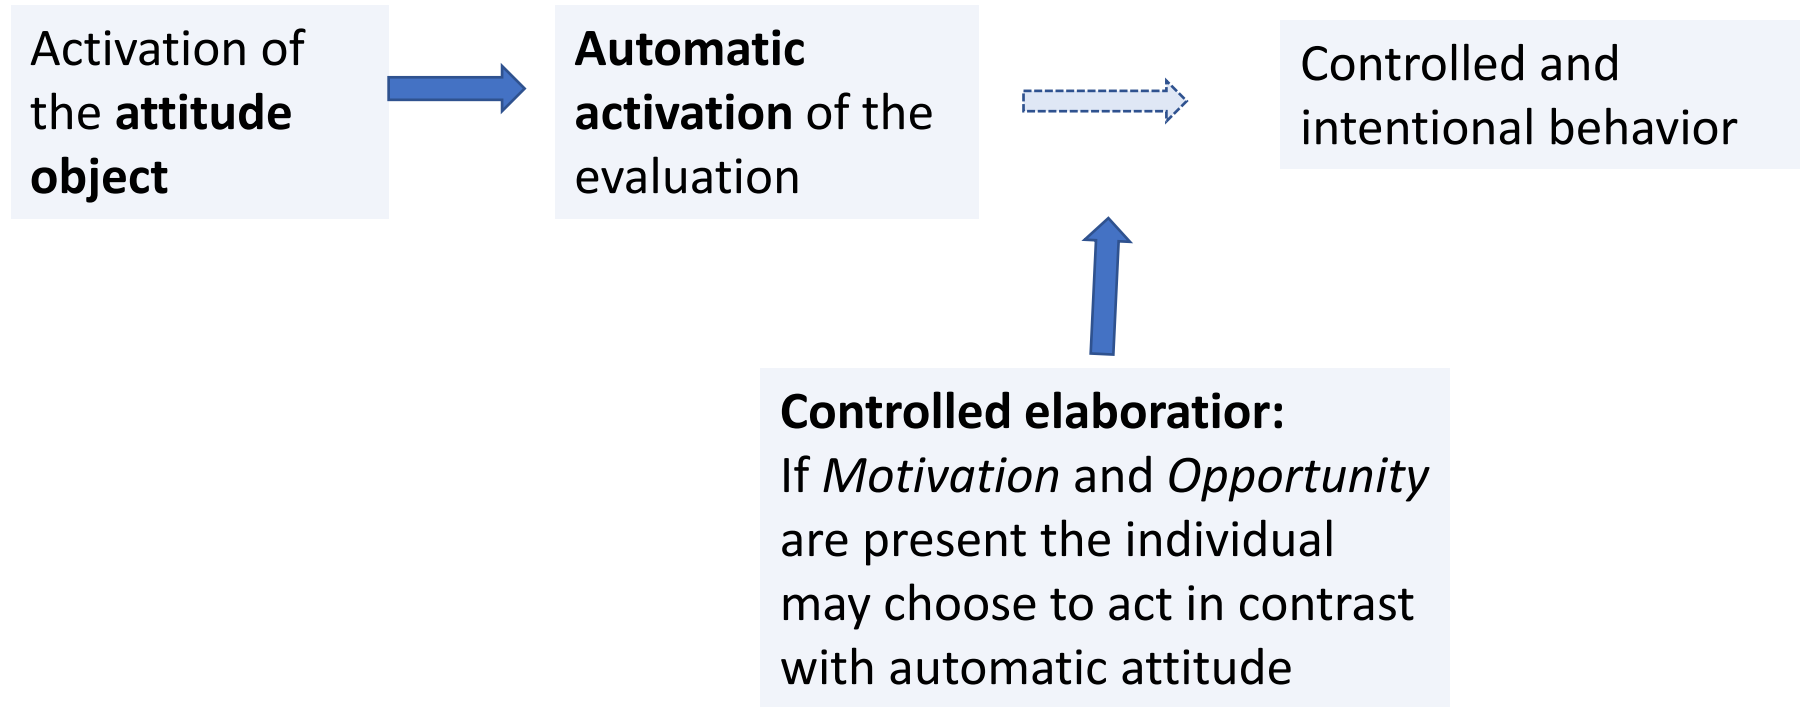 Activation of
the attitude
object
Automatic
activation of the
evaluation
Controlled and
intentional behavior
Controlled elaboratior:
If Motivation and Opportunity
are present the individual
may choose to act in contrast
with automatic attitude